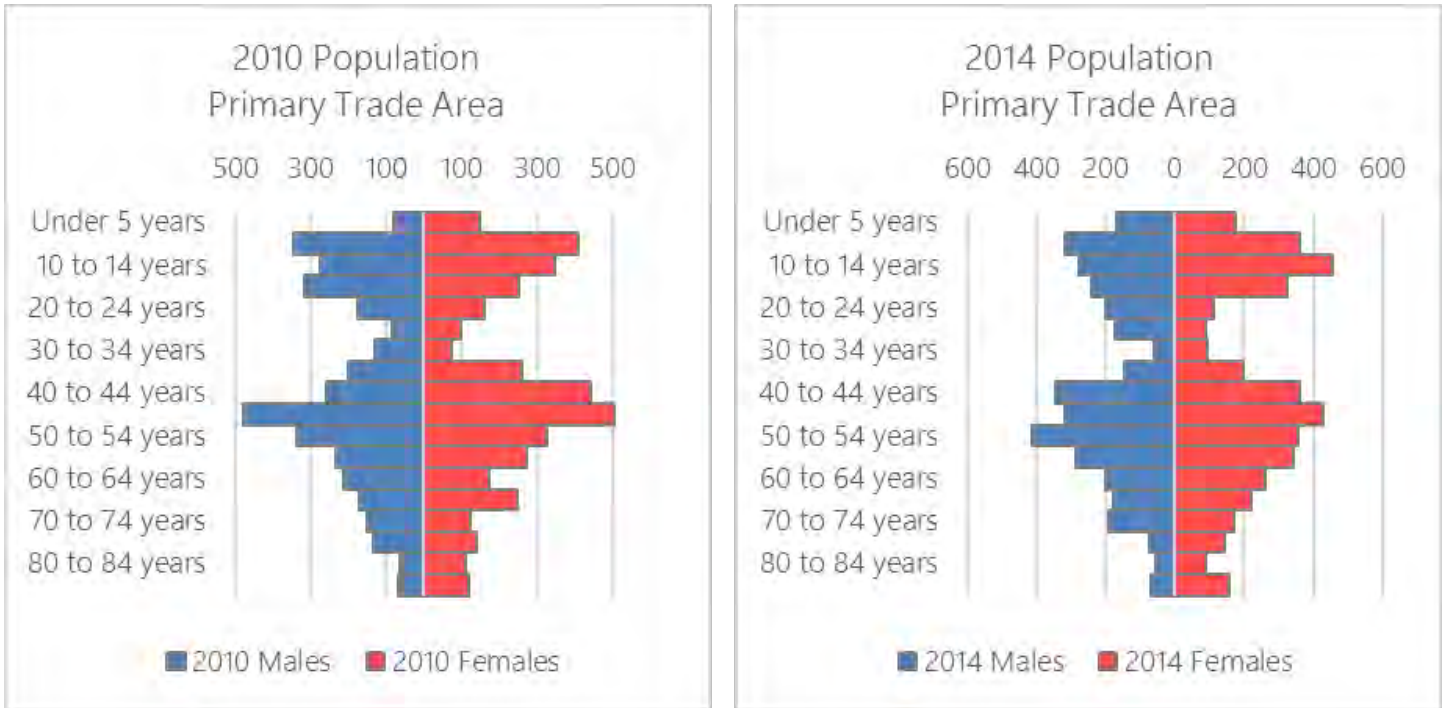 2010 Population
Primary Trade Area
500 300 100 100 300 500
Under 5 years
10 to 14 years
20 to 24 years
30 to 34 years
40 to 44 years
50 to 54 years
60 to 64 years
70 to 74 years
80 to 84 years
2010 Males 2010 Females
2014 Population
Primary Trade Area
600 400 200 0 200 400 600
Under 5 years
10 to 14 years
20 to 24 years
30 to 34 years
40 to 44 years
50 to 54 years
60 to 64 years
70 to 74 years
80 to 84 years
2014 Males 2014 Females